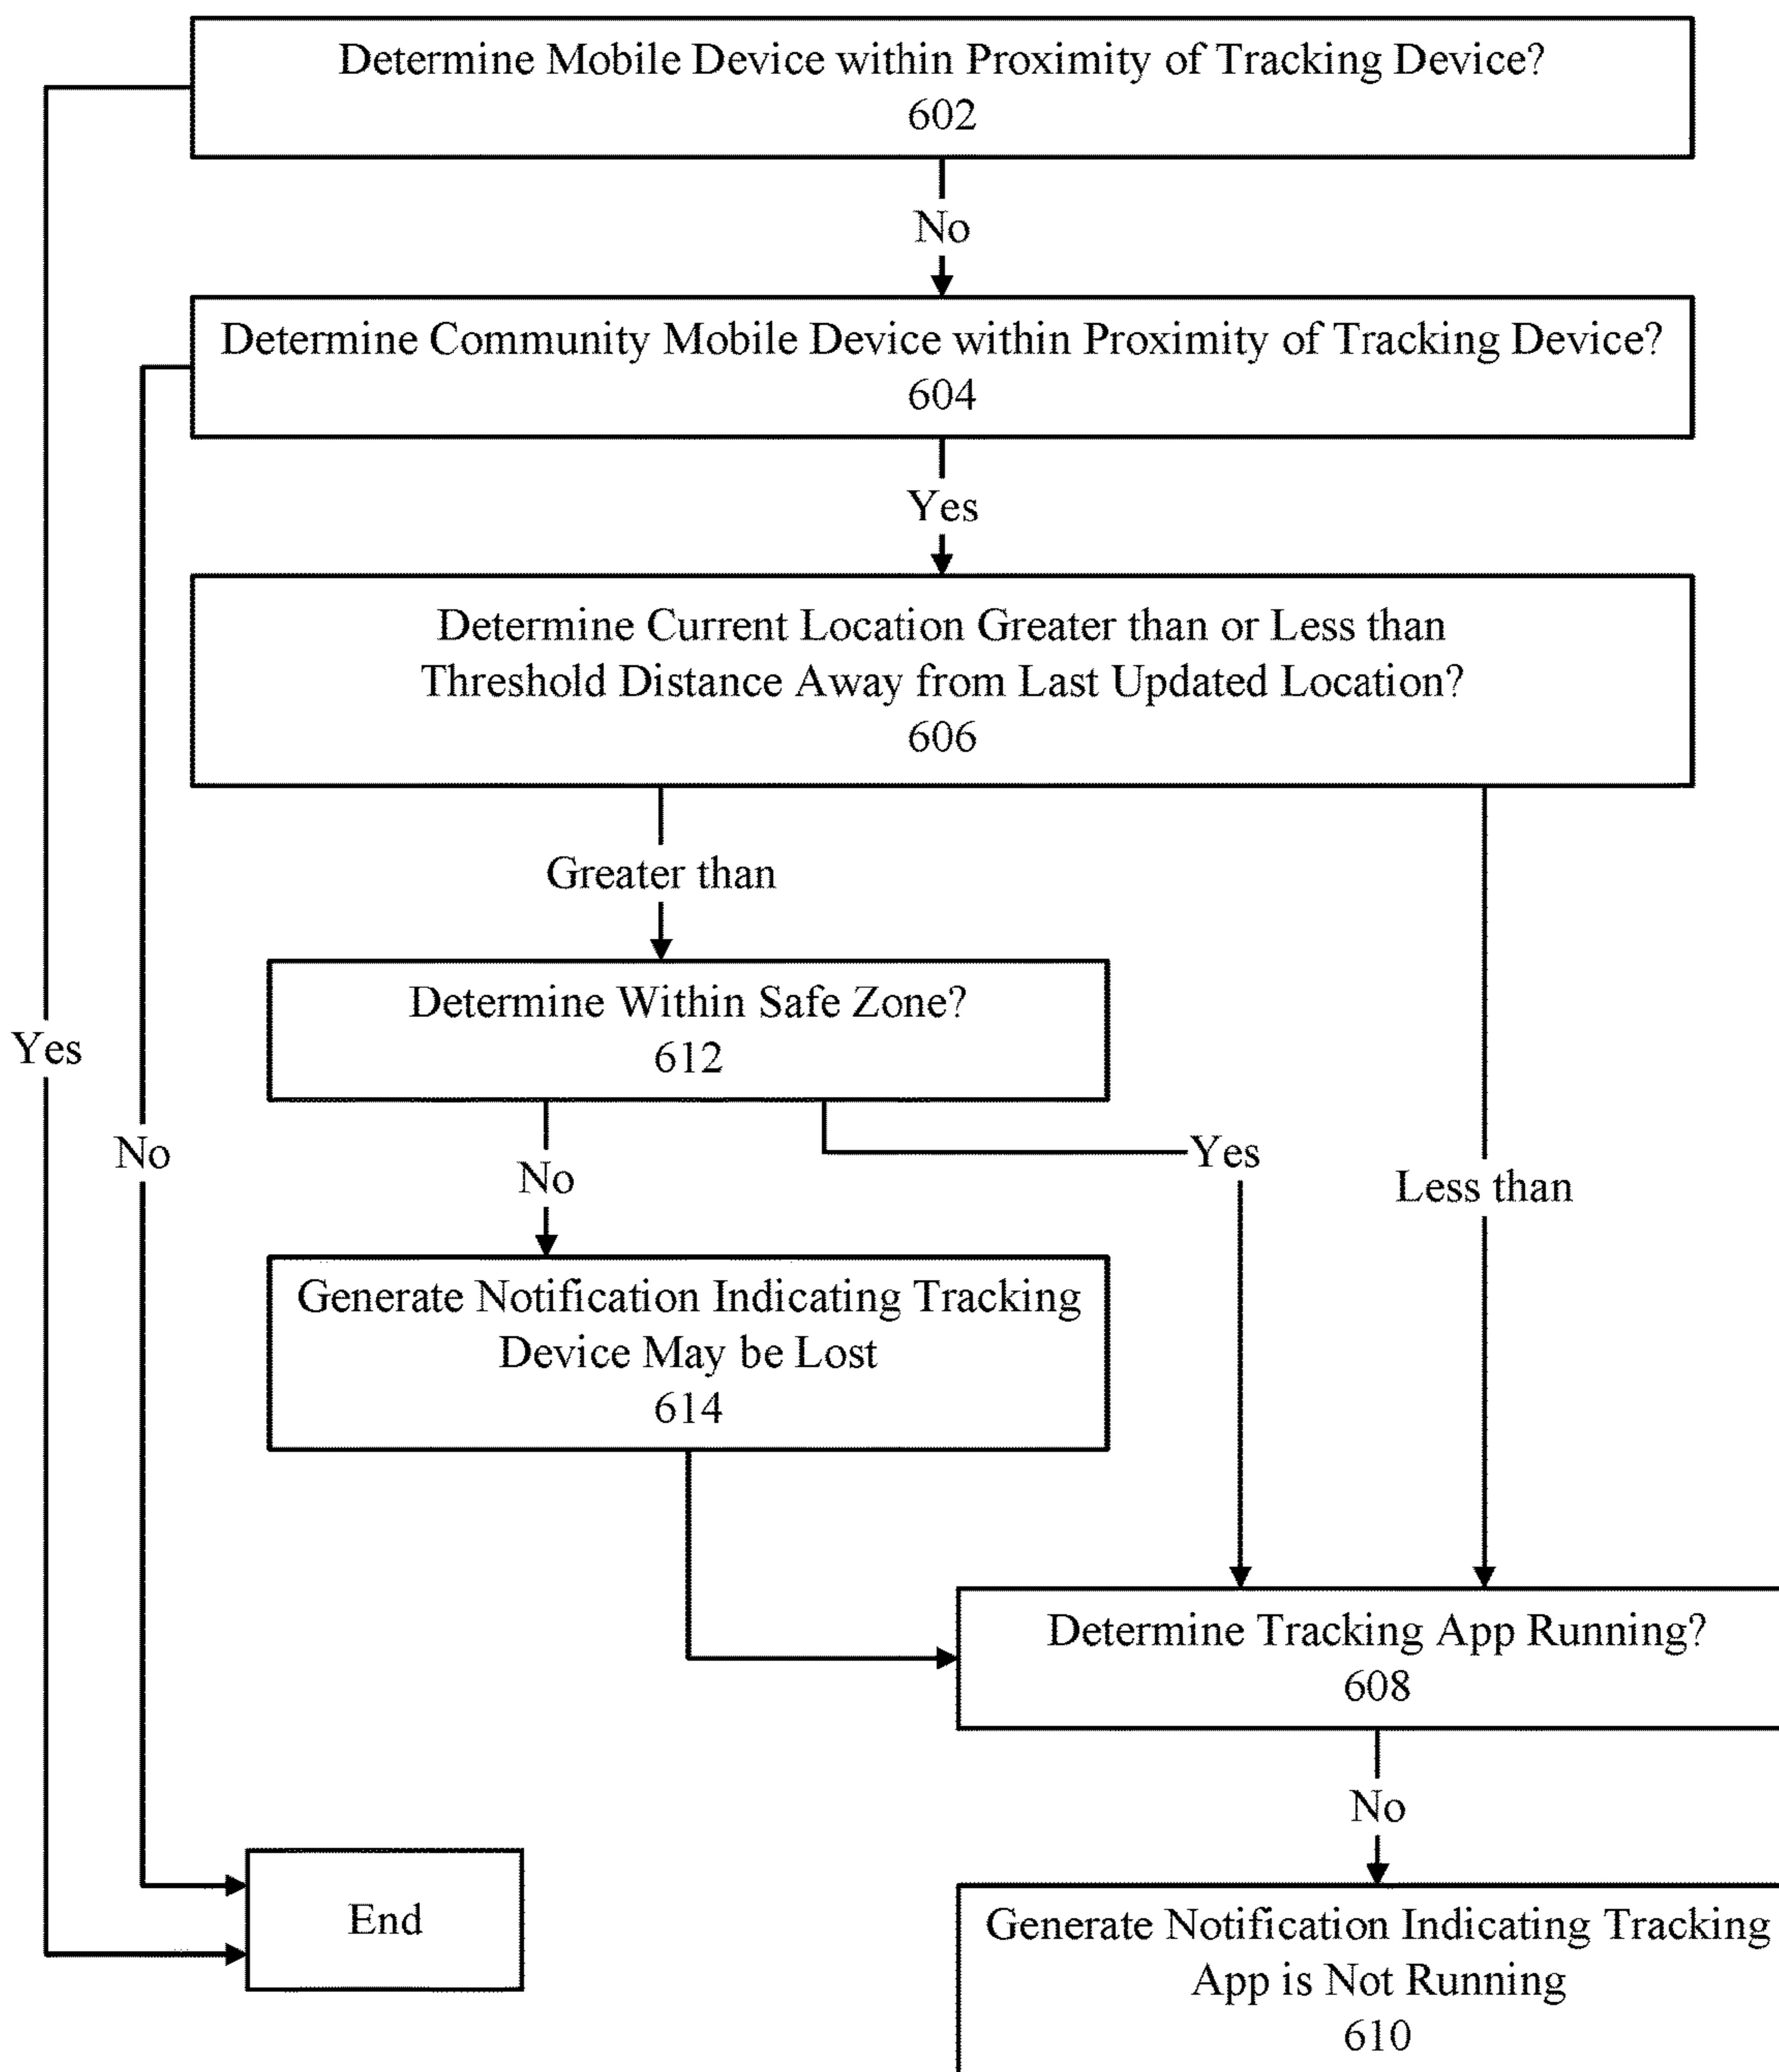 Determine Mobile Device within Proximity of Tracking Device?
602
No
Determine Community Mobile Device within Proximity of Tracking Device?
604
Yes
Determine Current Location Greater than or Less than
Threshold Distance Away from Last Updated Location?
606
Greater than
Determine Within Safe Zone?
612
Yes
No
No
Yes
Less than
Generate Notification Indicating Tracking
Device May be Lost
614
Determine Tracking App Running?
608
No
End
Generate Notification Indicating Tracking
App is Not Running
610